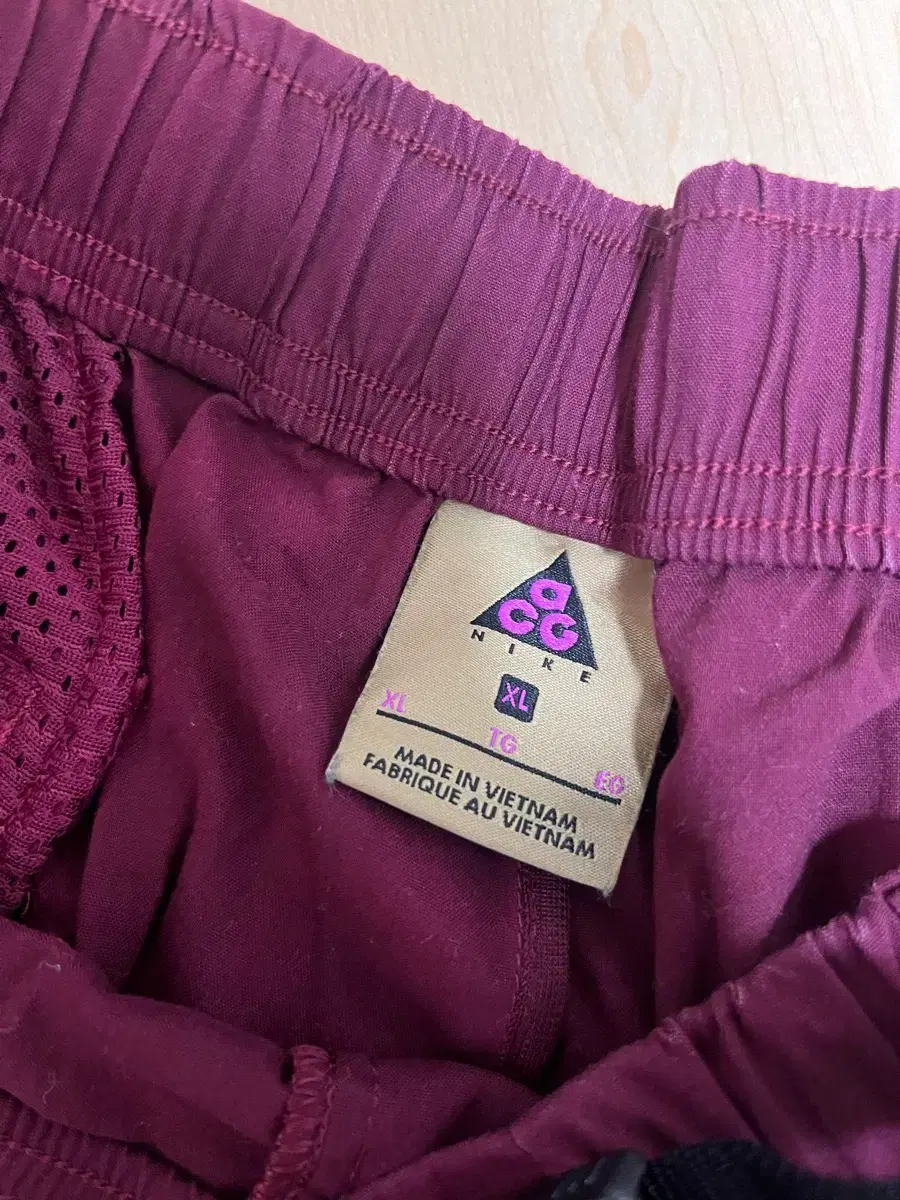 acG
NIKE
XL
XL
TG
EG
MADE IN VIETNAM
FABRIQUE AU VIETNAM